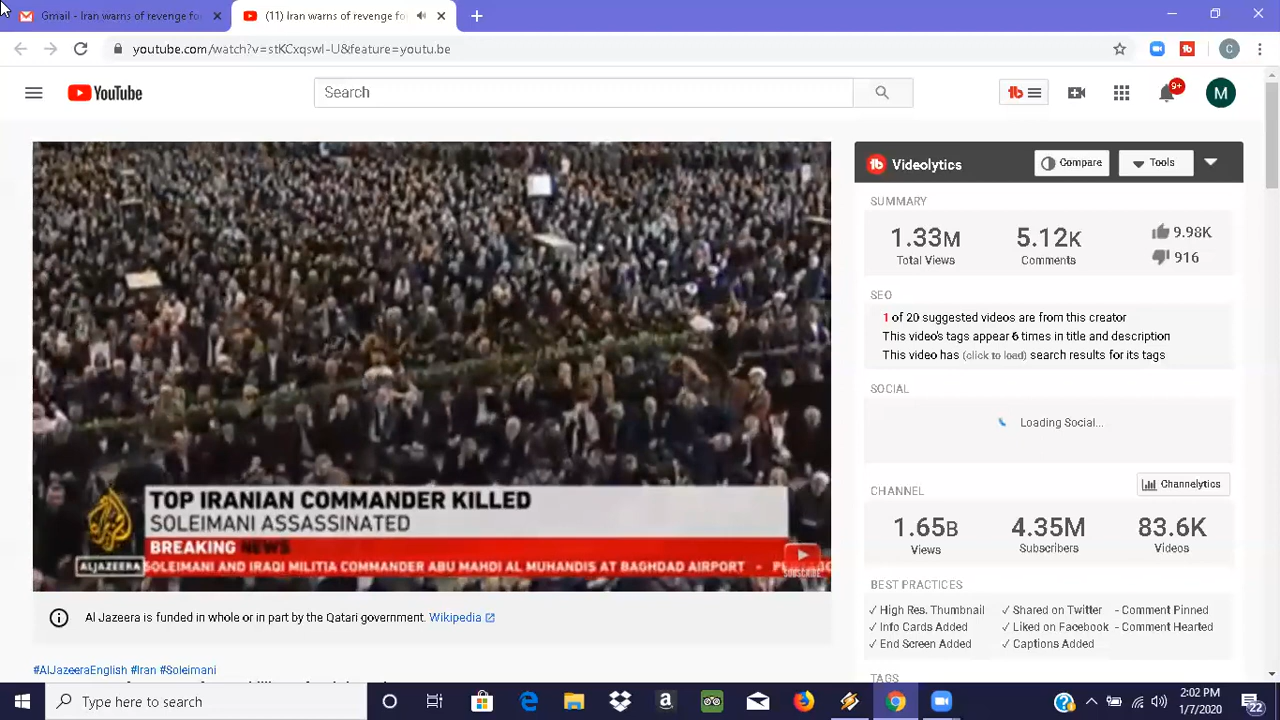 Gmail - Iran warns of revenge fo
(11) Iran warns of revenge fo
youtube.com/watch?v=stKCxqswI-U&feature=youtu.be
C
YouTube
Search
9+
M
TOP IRANIAN COMMANDER KILLED
SOLEIMANI ASSASSINATED
BREAKING NEWS
ALJAZEERA
SOLEIMANI AND IRAQI MILITIA COMMANDER ABU MAHDI AL MUHANDIS AT BAGHDAD AIRPORT -
SUBSCRIBE
Al Jazeera is funded in whole or in part by the Qatari government. Wikipedia
#AlJazeeraEnglish #Iran #Soleimani
Videolytics
Compare
Tools
SUMMARY
1.33M
Total Views
5.12K
Comments
9.98K
916
SEO
1 of 20 suggested videos are from this creator
This video's tags appear 6 times in title and description
This video has (click to load) search results for its tags
SOCIAL
Loading Social...
CHANNEL
Channelytics
1.65B
Views
4.35M
Subscribers
83.6K
Videos
BEST PRACTICES
✓ High Res. Thumbnail
✓ Shared on Twitter
- Comment Pinned
✓ Info Cards Added
✓ Liked on Facebook
- Comment Hearted
✓ End Screen Added
✓ Captions Added
TAGS
Type here to search
2:02 PM
1/7/2020
22